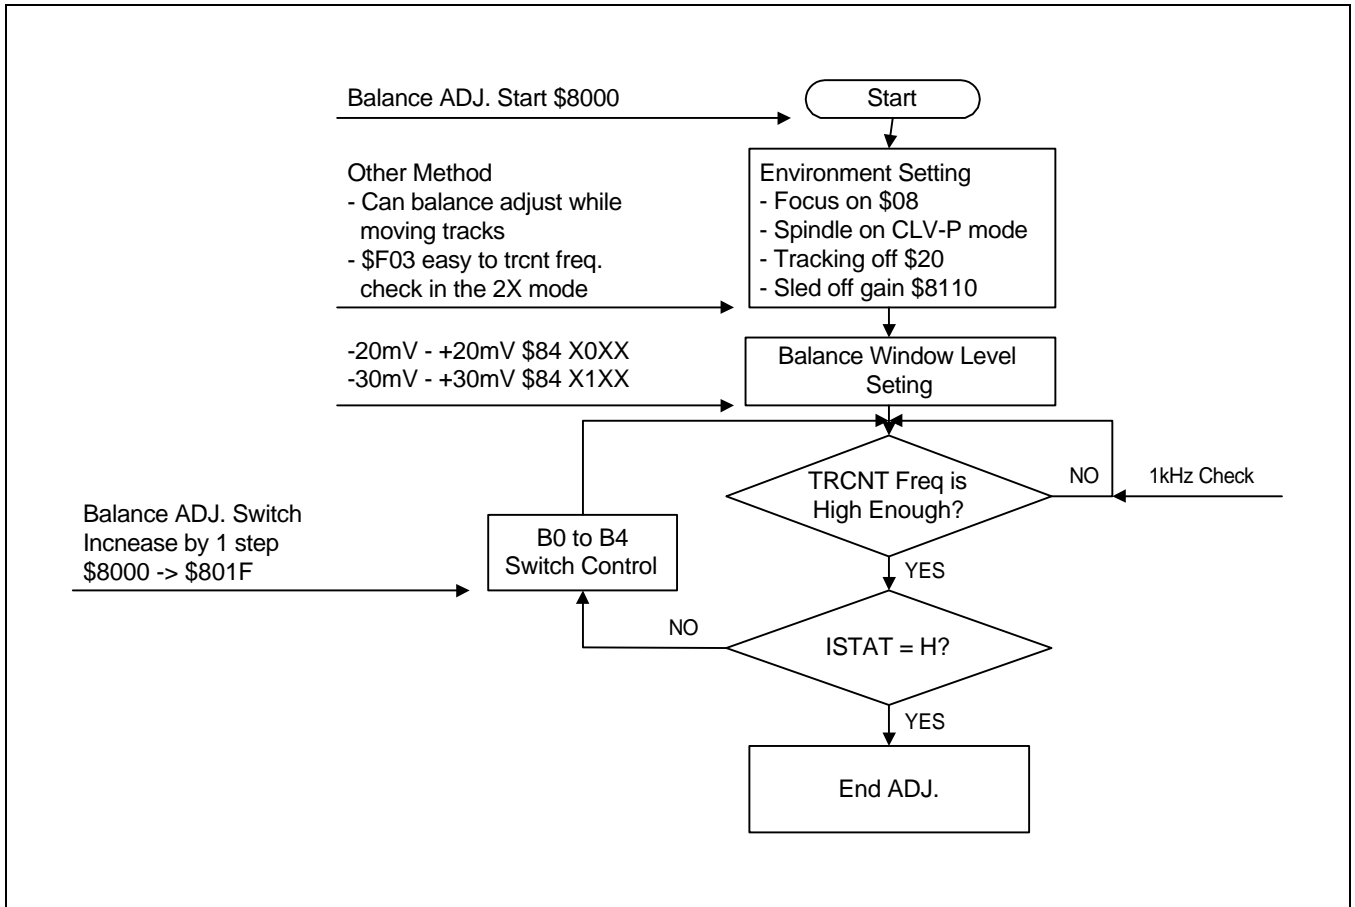 Balance ADJ. Start $8000
Start
Other Method
- Can balance adjust while
moving tracks
- $F03 easy to trcnt freq.
check in the 2X mode
Environment Setting
- Focus on $08
- Spindle on CLV-P mode
- Tracking off $20
- Sled off gain $8110
-20mV - +20mV $84 X0XX
-30mV - +30mV $84 X1XX
Balance Window Level
Seting
TRCNT Freq is
High Enough?
NO
1kHz Check
Balance ADJ. Switch
Incnease by 1 step
$8000 -> $801F
B0 to B4
Switch Control
YES
NO
ISTAT = H?
YES
End ADJ.